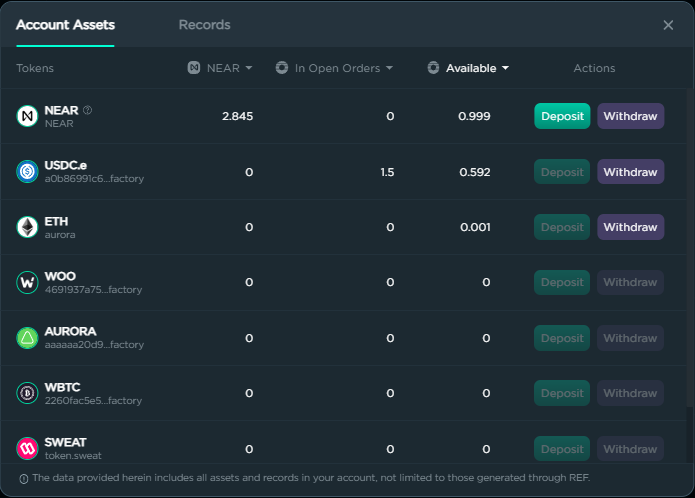 Account Assets Records
Tokens NEAR In Open Orders Available Actions
NEAR 2.845 0 0.999 Deposit Withdraw
NEAR
USDC.e 0 1.5 0.592 Deposit Withdraw
a0b86991c6...factory
ETH 0 0 0.001 Deposit Withdraw
aurora
WOO 0 0 0 Deposit Withdraw
4691937a75...factory
AURORA 0 0 0 Deposit Withdraw
aaaaaa20d9...factory
WBTC 0 0 0 Deposit Withdraw
2260fac5e5...factory
SWEAT 0 0 0 Deposit Withdraw
token.sweat
The data provided herein includes all assets and records in your account, not limited to those generated through REF.